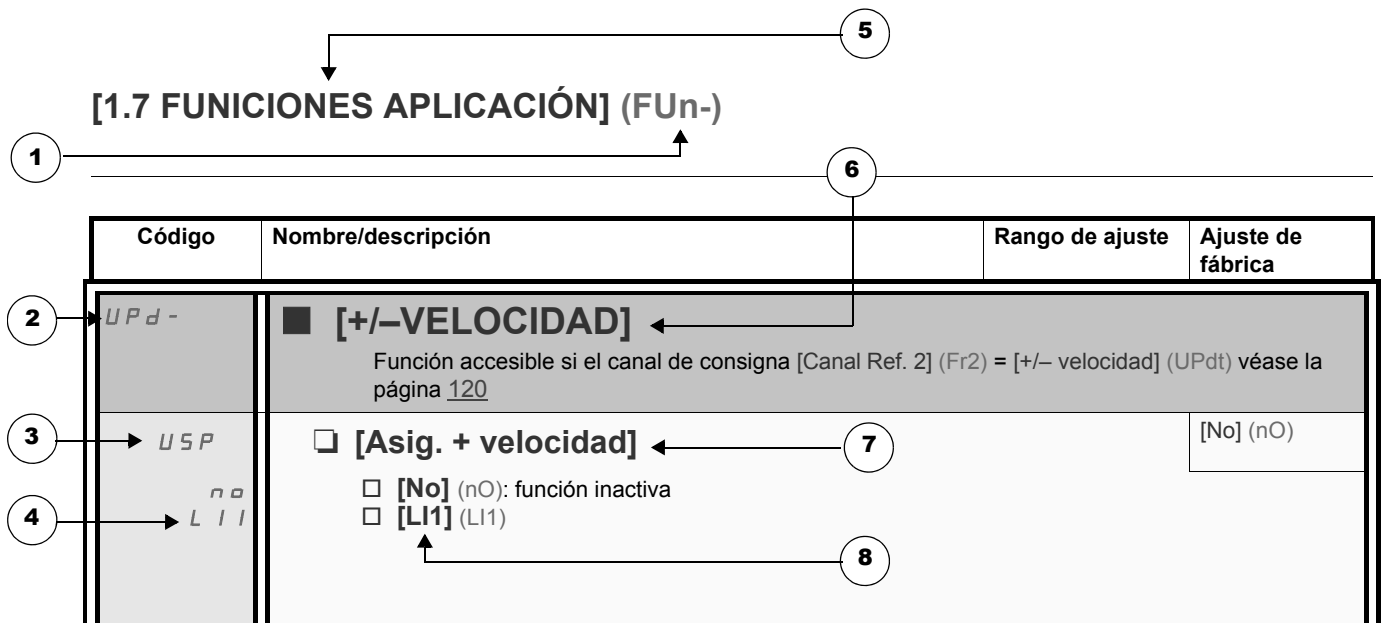 5
[1.7 FUNICIONES APLICACIÓN] (FUn-)
1
6
Código Nombre/descripción Rango de ajuste Ajuste de
fábrica
2
UPd-
■ [+/–VELOCIDAD]
Función accesible si el canal de consigna [Canal Ref. 2] (Fr2) = [+/– velocidad] (UPdt) véase la
página 120
3
USP
❏ [Asig. + velocidad]
7
[No] (nO)
no
□ [No] (nO): función inactiva
4
LI1
□ [LI1] (LI1)
8